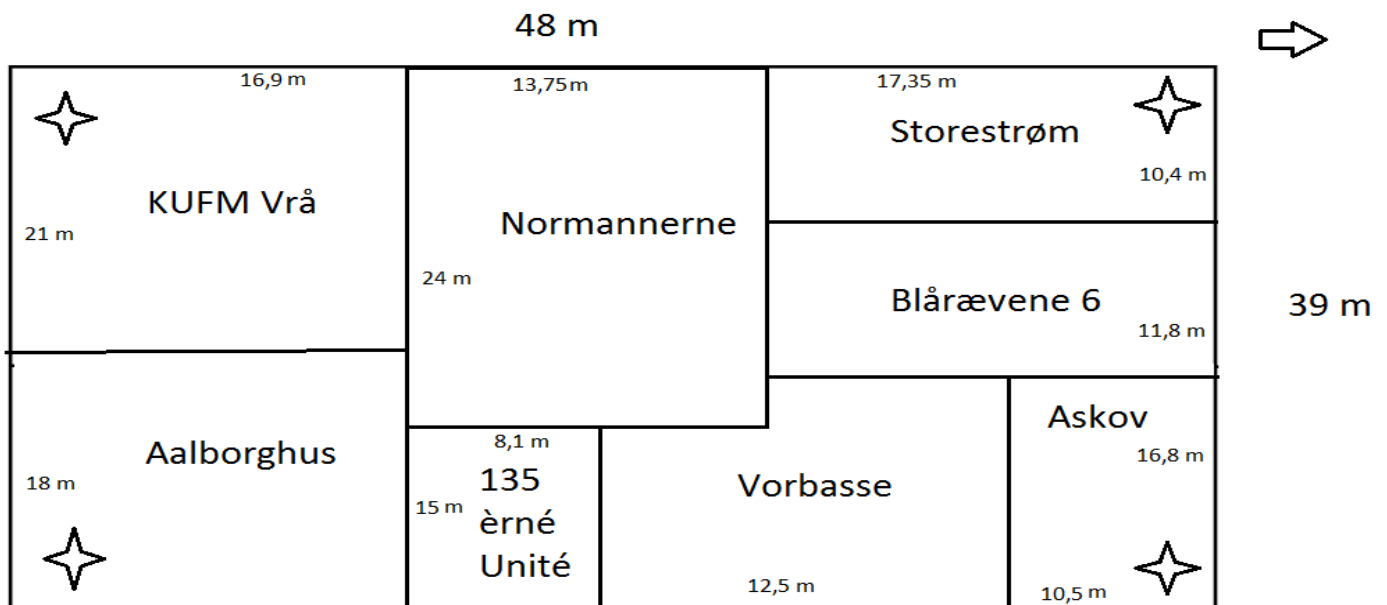 48 m
16,9 m
13,75 m
17,35 m
Storestrøm
10,4 m
KUFM Vrå
21 m
Normannerne
24 m
Blårævene 6
11,8 m
39 m
Aalborghus
18 m
8,1 m
135
èrné
Unité
15 m
Vorbasse
12,5 m
Askov
16,8 m
10,5 m